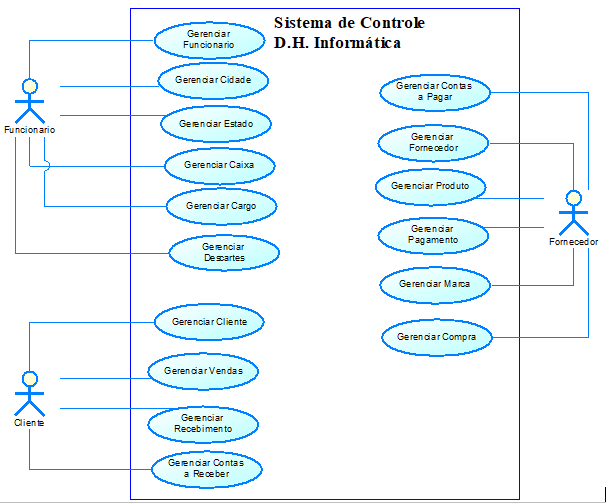 Sistema de Controle
D.H. Informática
Gerenciar
Funcionario
Gerenciar Cidade
Gerenciar Estado
Gerenciar Caixa
Gerenciar Cargo
Gerenciar
Descartes
Funcionario
Gerenciar Contas
a Pagar
Gerenciar
Fornecedor
Gerenciar Produto
Gerenciar
Pagamento
Gerenciar Marca
Gerenciar Compra
Fornecedor
Gerenciar Cliente
Gerenciar Vendas
Gerenciar
Recebimento
Gerenciar Contas
a Receber
Cliente